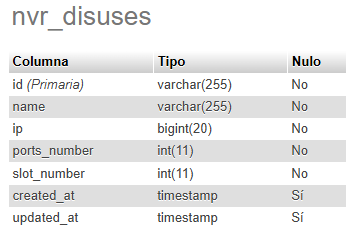 nvr_disuses
Columna Tipo Nulo
id (Primaria) varchar(255) No
name varchar(255) No
ip bigint(20) No
ports_number int(11) No
slot_number int(11) No
created_at timestamp Sí
updated_at timestamp Sí